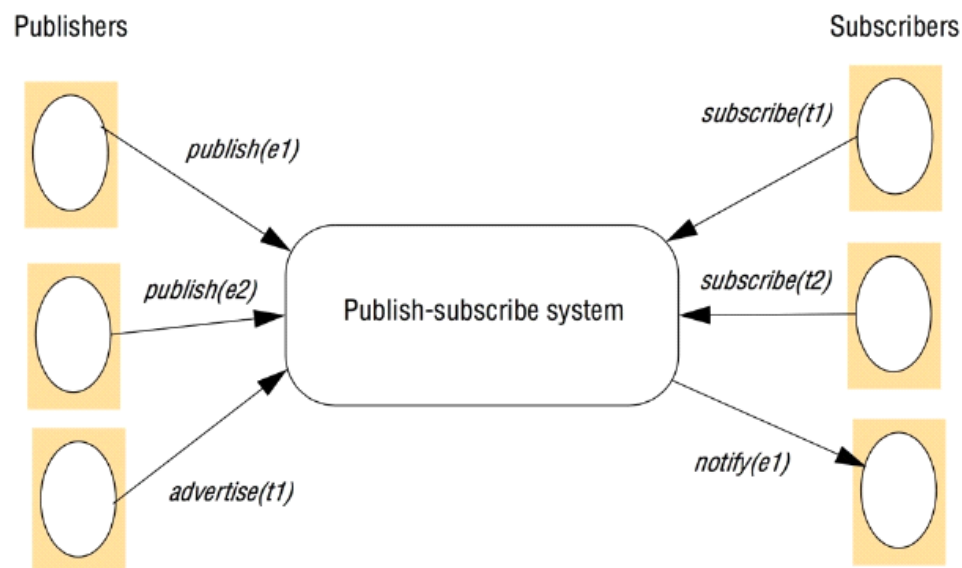 Publishers
Subscribers
publish(e1)
subscribe(t1)
publish(e2)
subscribe(t2)
Publish-subscribe system
advertise(t1)
notify(e1)